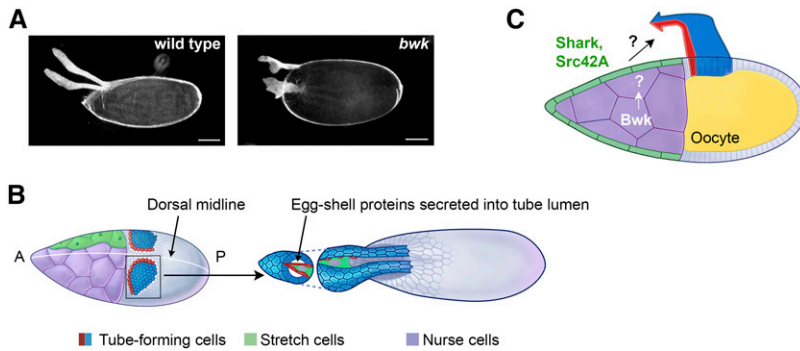 A
wild type
bwk
B
Dorsal midline
Egg-shell proteins secreted into tube lumen
A
P
Tube-forming cells
Stretch cells
Nurse cells
C
Shark,
Src42A
?
?
Bwk
Oocyte